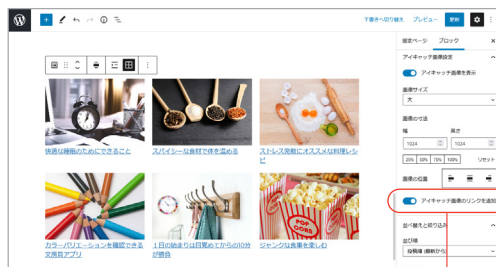 下書きへ切り替え プレビュー 更新
固定ページ ブロック
アイキャッチ画像設定
アイキャッチ画像を表示
画像サイズ
大
画像の寸法
幅 高さ
1024 1024
25% 50% 75% 100% リセット
画像の位置
アイキャッチ画像のリンクを追加
並べ替えと絞り込み
並び順
投稿順 (最新から)
快適な睡眠のためにできること
スパイシーな食材で体を温める
ストレス発散にオススメな料理レシピ
カラーバリエーションを確認できる
文房具アプリ
1日の始まりは目覚めてからの10分
が勝負
ジャンクな食事を楽しむ
POP
CORN